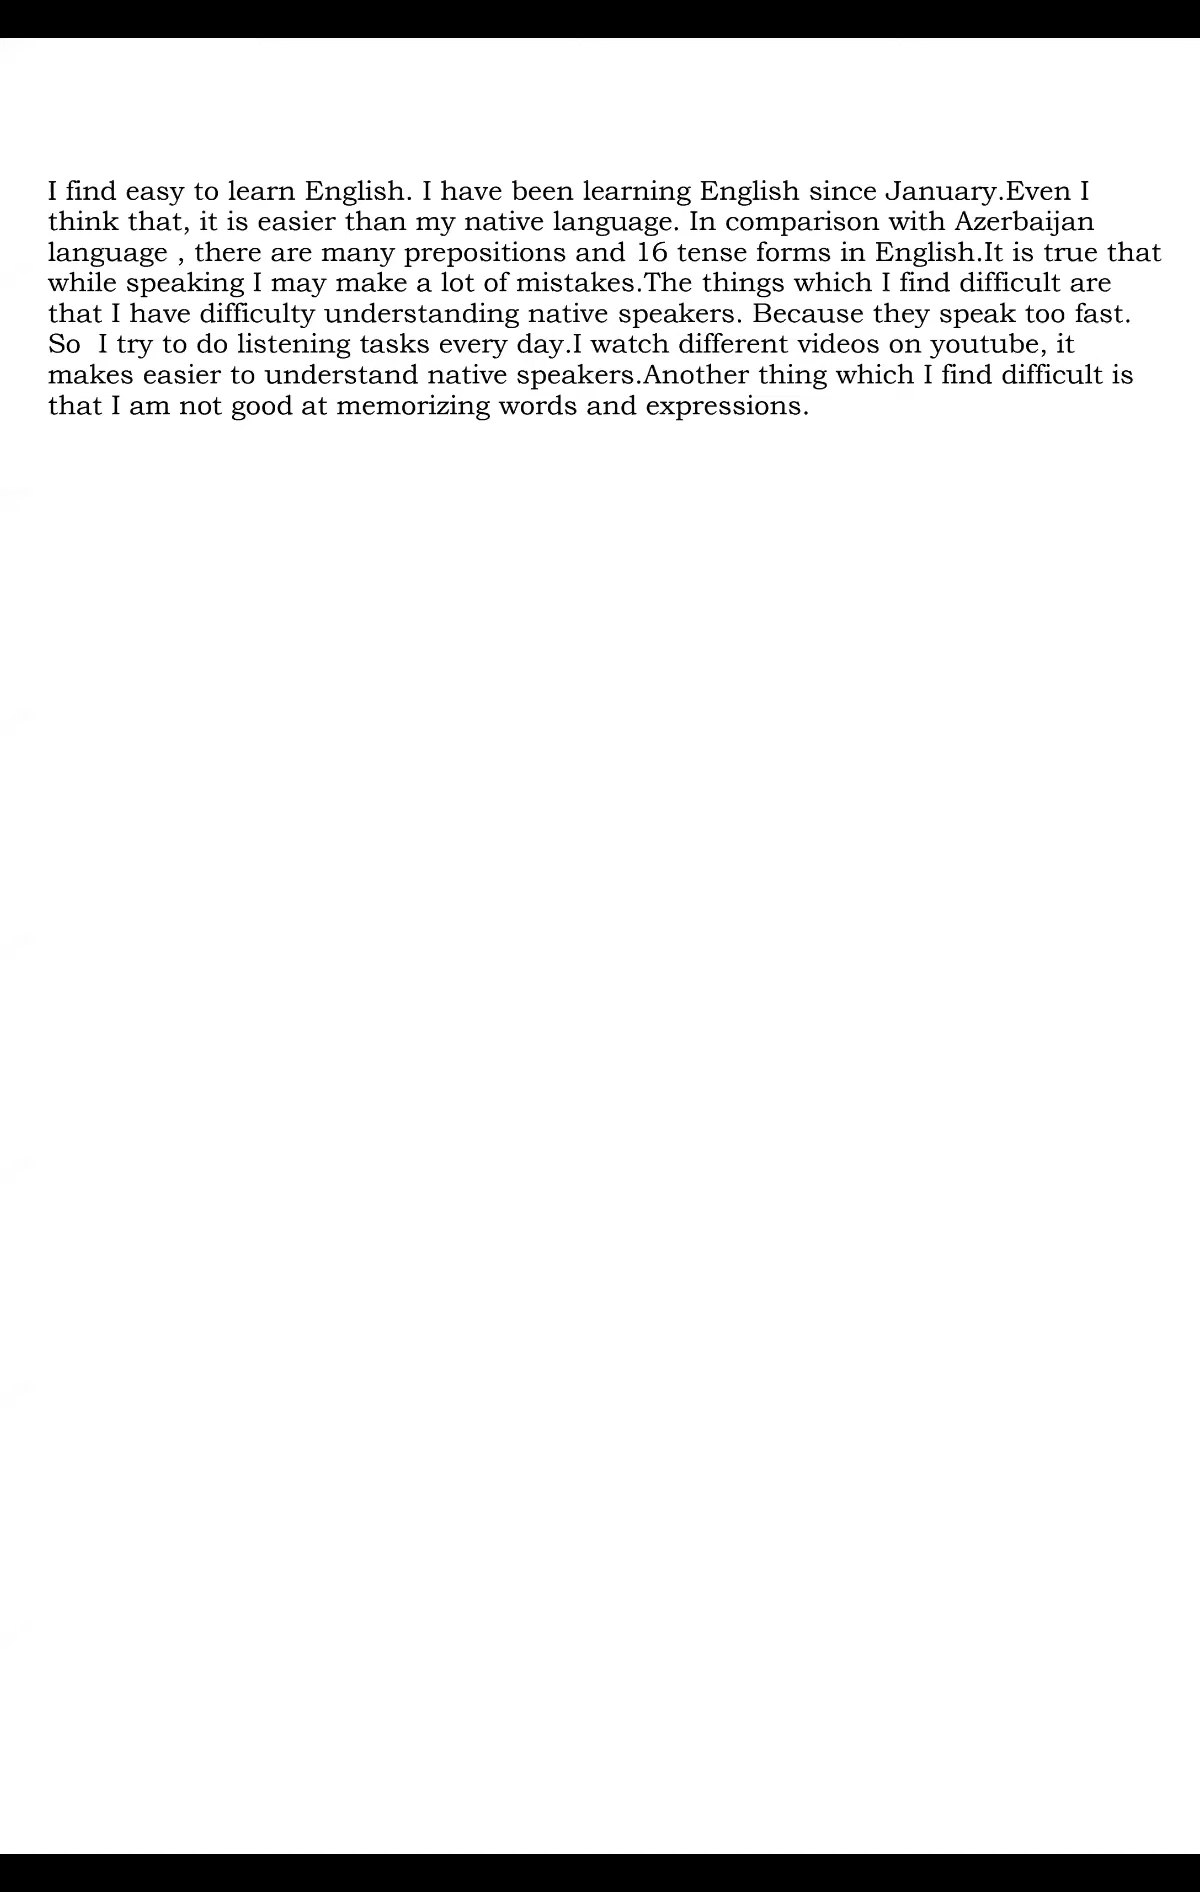 I find easy to learn English. I have been learning English since January.Even I
think that, it is easier than my native language. In comparison with Azerbaijan
language , there are many prepositions and 16 tense forms in English.It is true that
while speaking I may make a lot of mistakes.The things which I find difficult are
that I have difficulty understanding native speakers. Because they speak too fast.
So  I try to do listening tasks every day.I watch different videos on youtube, it
makes easier to understand native speakers.Another thing which I find difficult is
that I am not good at memorizing words and expressions.